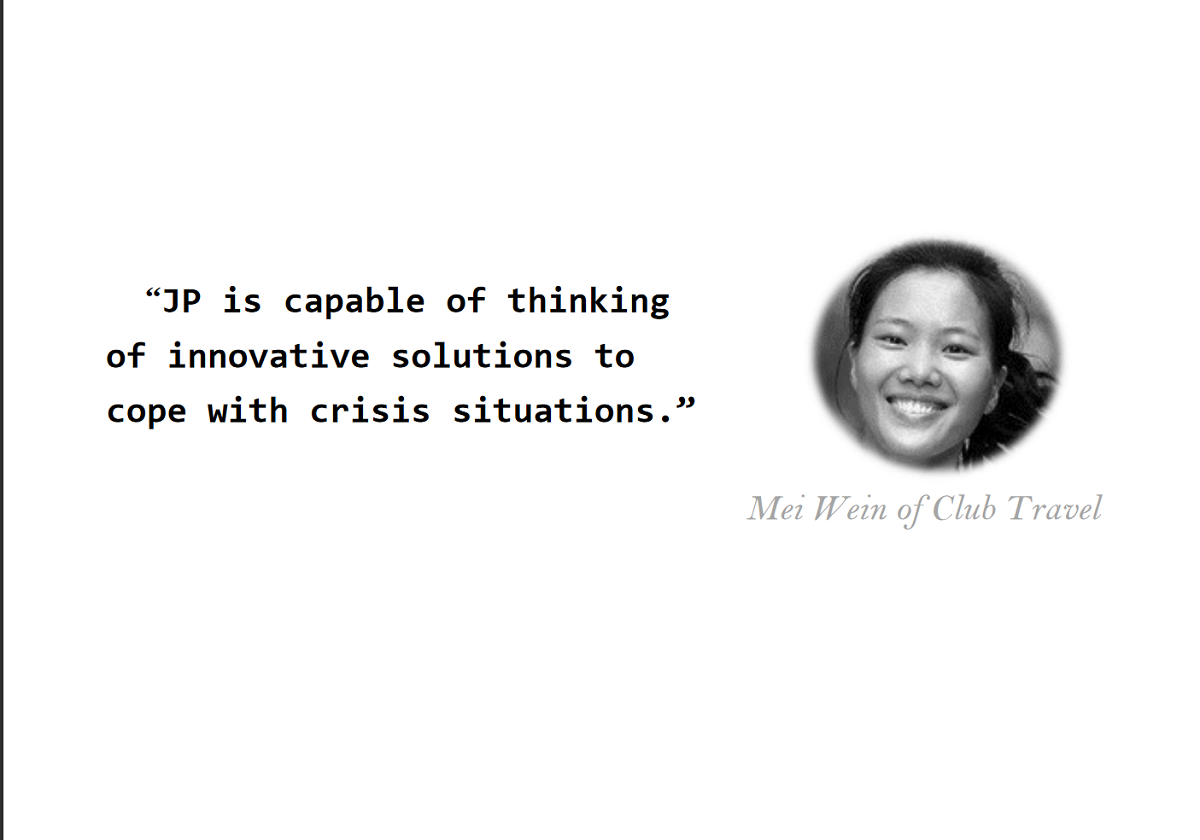 “JP is capable of thinking
of innovative solutions to
cope with crisis situations.”
Mei Wein of Club Travel